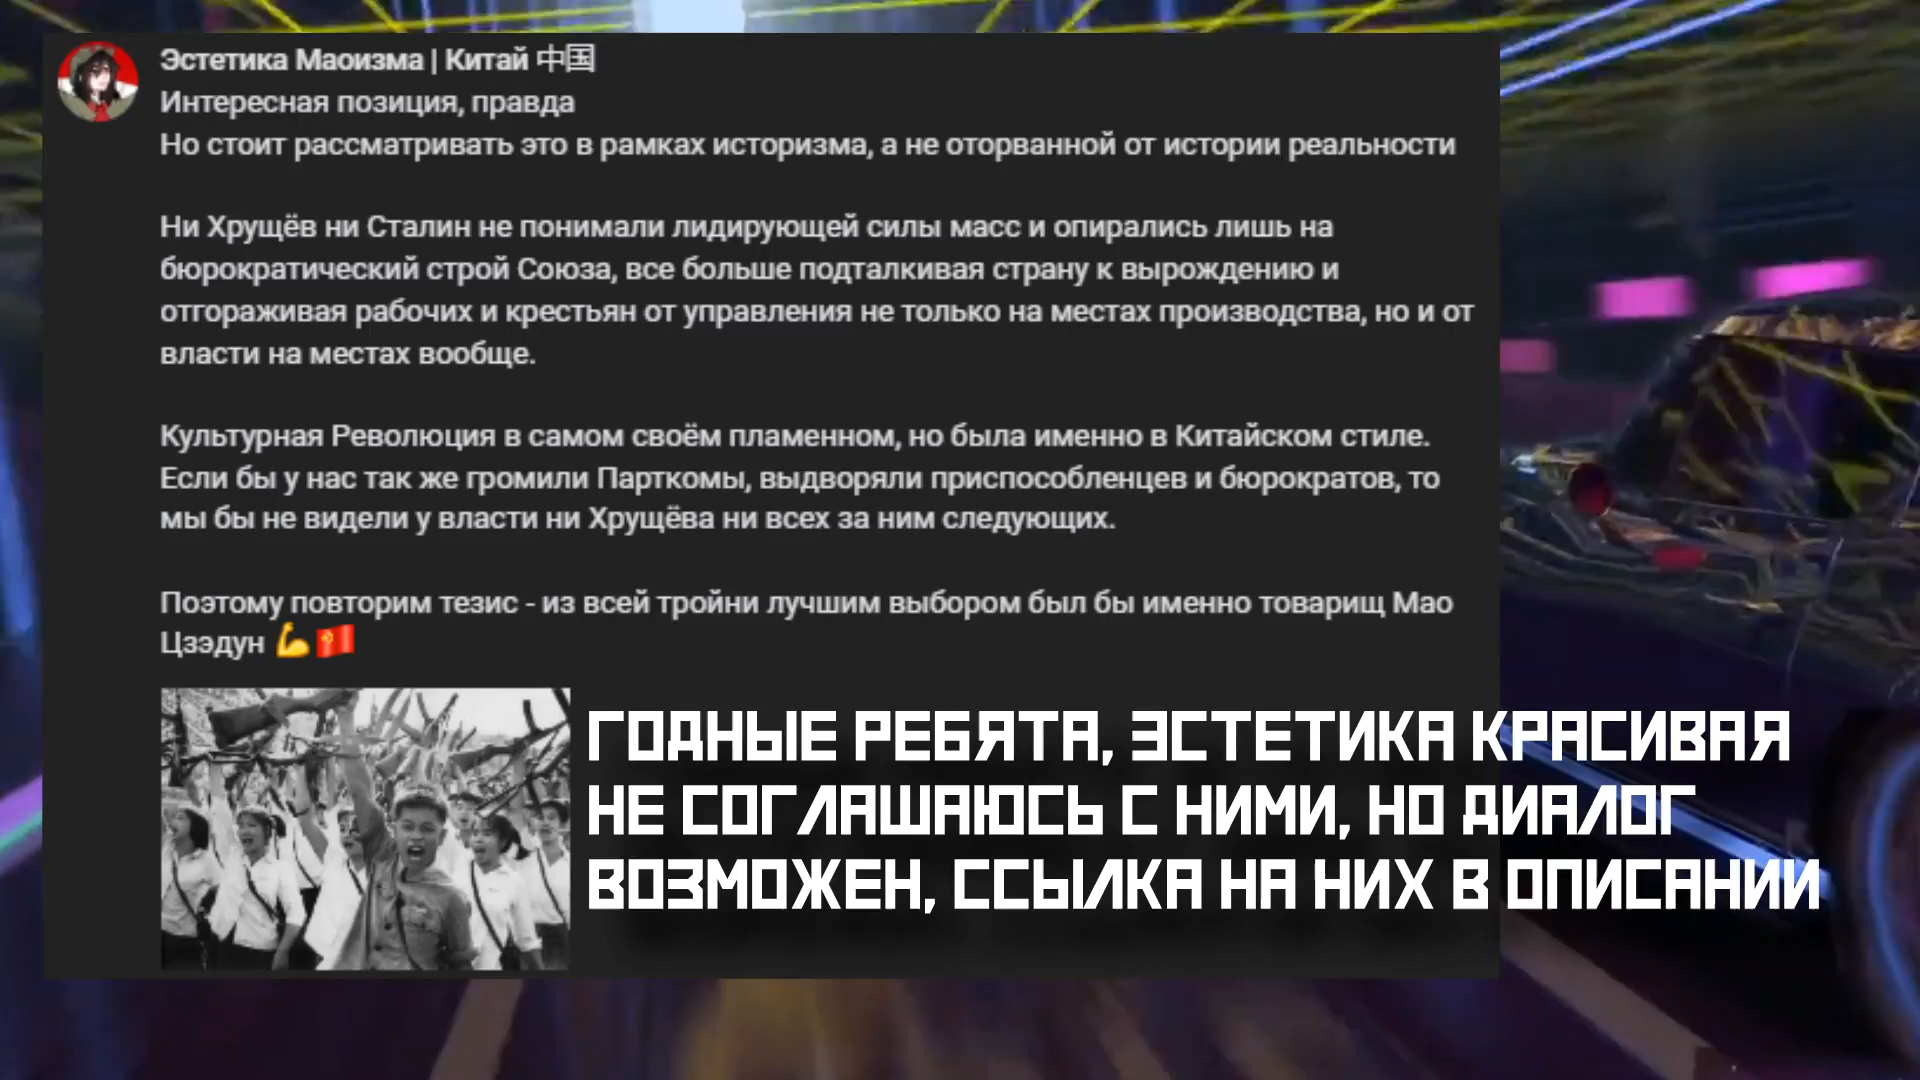 Эстетика Маоизма | Китай 中国
Интересная позиция, правда
Но стоит рассматривать это в рамках историзма, а не оторванной от истории реальности
Ни Хрущёв ни Сталин не понимали лидирующей силы масс и опирались лишь на
бюрократический строй Союза, все больше подталкивая страну к вырождению и
отгораживая рабочих и крестьян от управления не только на местах производства, но и от
власти на местах вообще.
Культурная Революция в самом своём пламенном, но была именно в Китайском стиле.
Если бы у нас так же громили Парткомы, выдворяли приспособленцев и бюрократов, то
мы бы не видели у власти ни Хрущёва ни всех за ним следующих.
Поэтому повторим тезис - из всей тройни лучшим выбором был бы именно товарищ Мао
Цзэдун 💪🇨🇳
ГОДНЫЕ РЕБЯТА, ЭСТЕТИКА КРАСИВАЯ
НЕ СОГЛАШАЮСЬ С НИМИ, НО ДИАЛОГ
ВОЗМОЖЕН, ССЫЛКА НА НИХ В ОПИСАНИИ